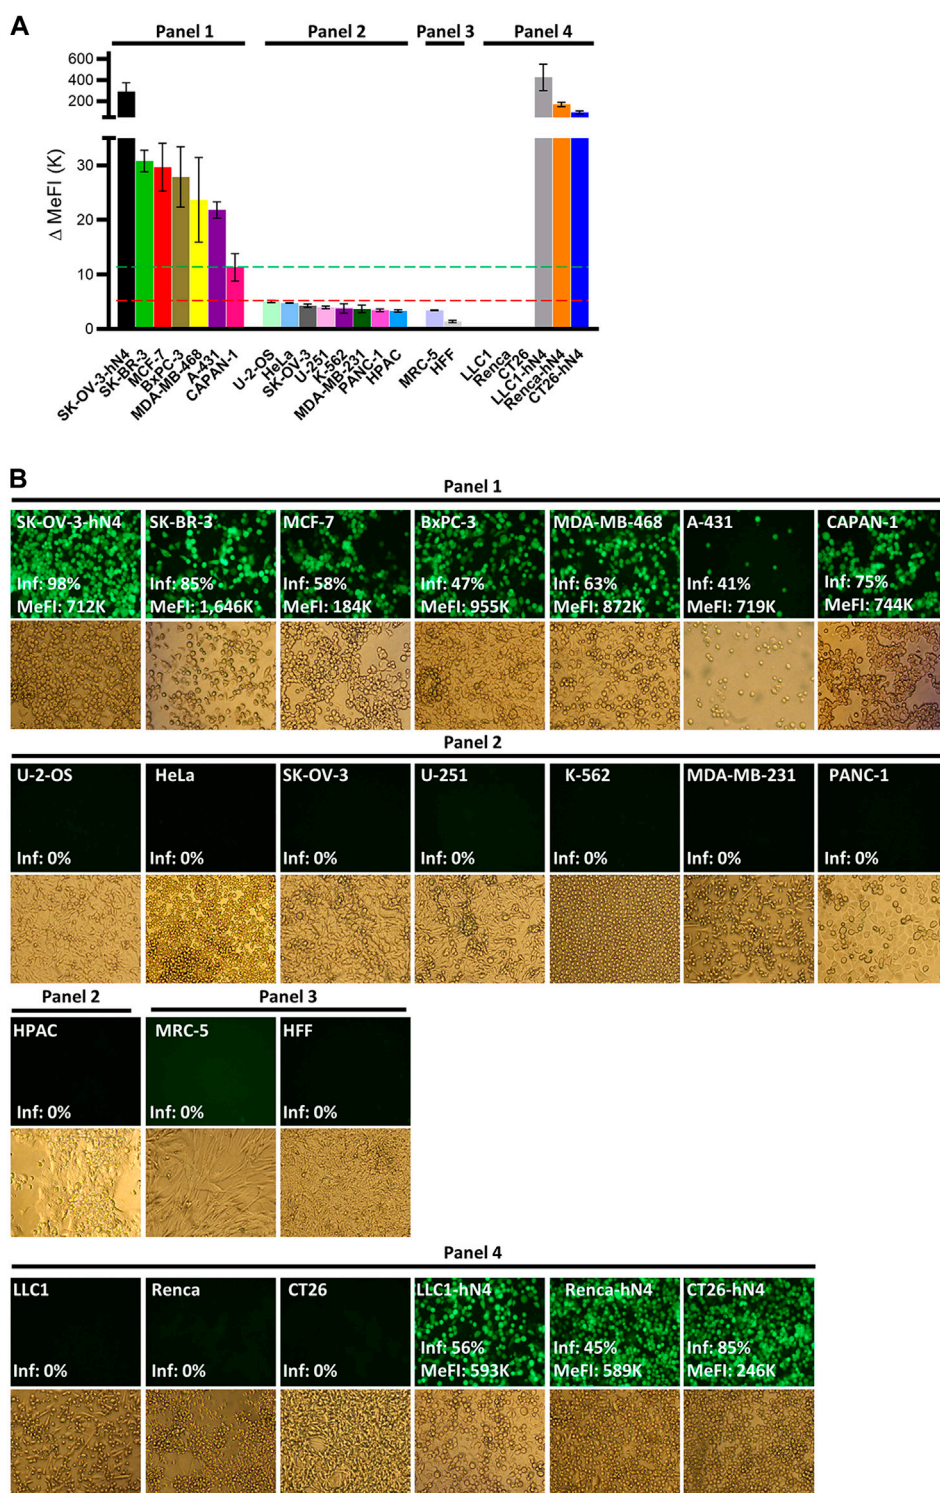 A
Panel 1 Panel 2 Panel 3 Panel 4
600
400
200
30
20
10
0
Δ MeFI (K)
SK-OV-3-hN4
SK-BR-3
MCF-7
BxPC-3
MDA-MB-468
A-431
CAPAN-1
U-2-OS
HeLa
SK-OV-3
U-251
K-562
MDA-MB-231
PANC-1
HPAC
MRC-5
HFF
LLC1
Renca
CT26
LLC1-hN4
Renca-hN4
CT26-hN4
B
Panel 1
SK-OV-3-hN4 SK-BR-3 MCF-7 BxPC-3 MDA-MB-468 A-431 CAPAN-1
Inf: 98% Inf: 85% Inf: 58% Inf: 47% Inf: 63% Inf: 41% Inf: 75%
MeFI: 712K MeFI: 1,646K MeFI: 184K MeFI: 955K MeFI: 872K MeFI: 719K MeFI: 744K
Panel 2
U-2-OS HeLa SK-OV-3 U-251 K-562 MDA-MB-231 PANC-1
Inf: 0% Inf: 0% Inf: 0% Inf: 0% Inf: 0% Inf: 0% Inf: 0%
Panel 2 Panel 3
HPAC MRC-5 HFF
Inf: 0% Inf: 0% Inf: 0%
Panel 4
LLC1 Renca CT26 LLC1-hN4 Renca-hN4 CT26-hN4
Inf: 0% Inf: 0% Inf: 0% Inf: 56% Inf: 45% Inf: 85%
MeFI: 593K MeFI: 589K MeFI: 246K